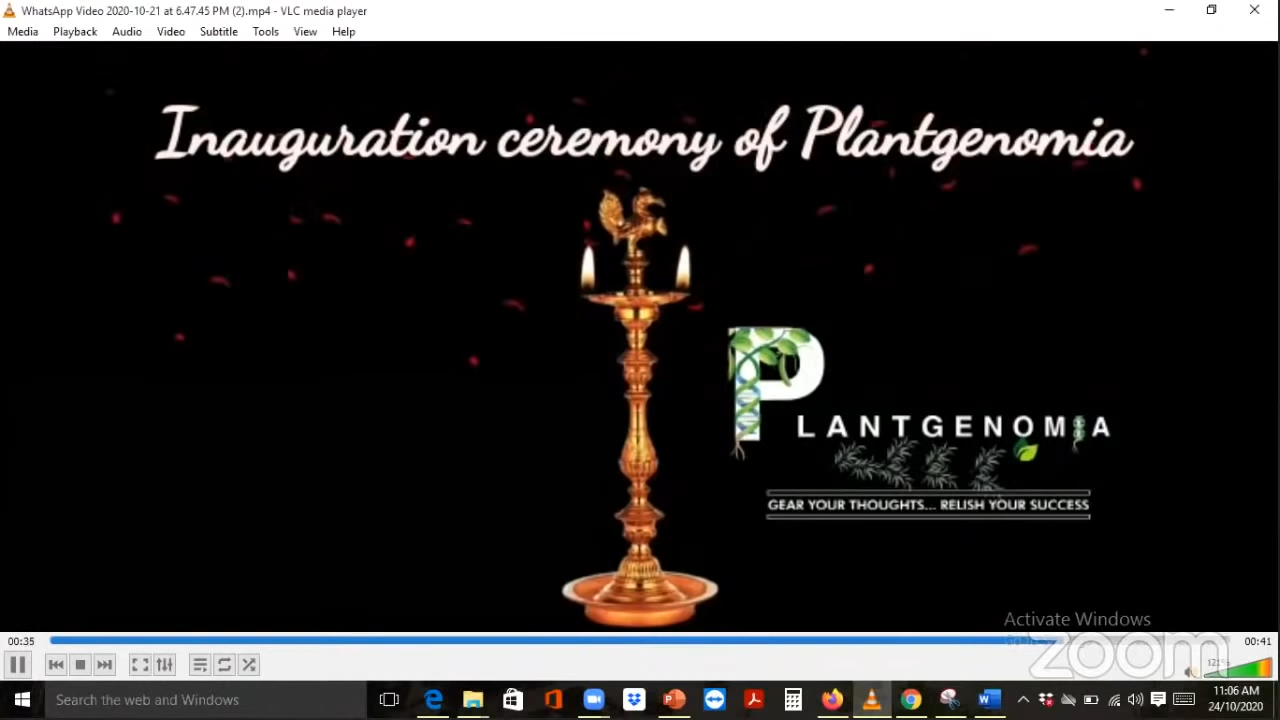 WhatsApp Video 2020-10-21 at 6.47.45 PM (2).mp4 - VLC media player
Media Playback Audio Video Subtitle Tools View Help
Inauguration ceremony of Plantgenomia
PLANTGENOMIA
GEAR YOUR THOUGHTS... RELISH YOUR SUCCESS
Activate Windows
00:35
00:41
zoom
121%
Search the web and Windows
11:06 AM
24/10/2020